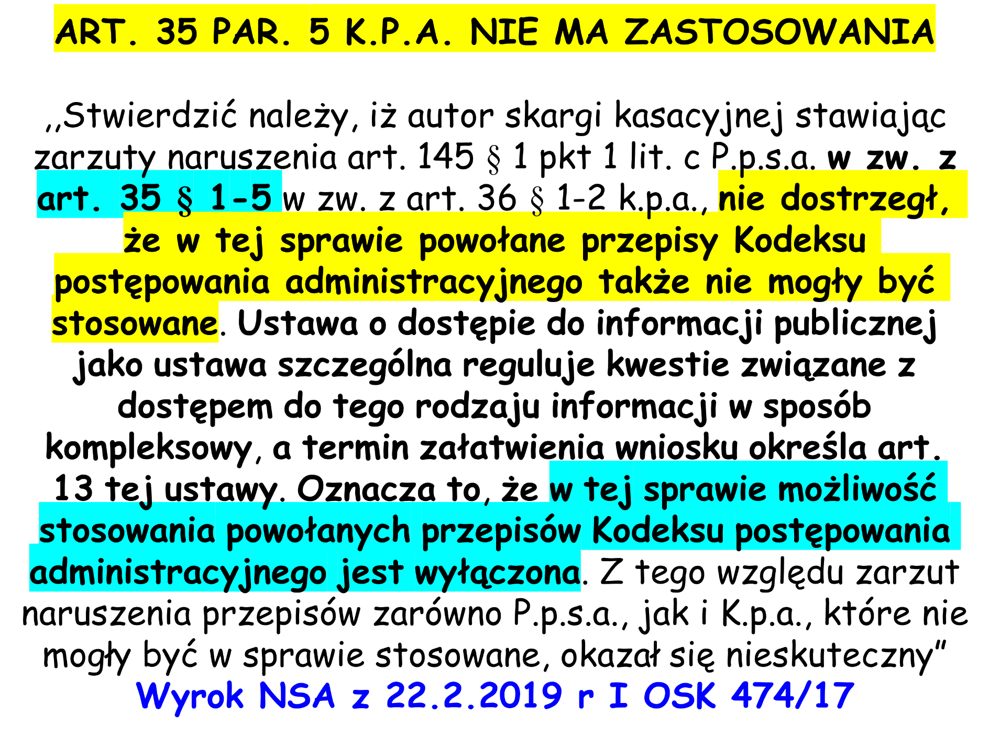 ART. 35 PAR. 5 K.P.A. NIE MA ZASTOSOWANIA
,,Stwierdzić należy, iż autor skargi kasacyjnej stawiając
zarzuty naruszenia art. 145 § 1 pkt 1 lit. c P.p.s.a. w zw. z
art. 35 § 1-5 w zw. z art. 36 § 1-2 k.p.a., nie dostrzegł,
że w tej sprawie powołane przepisy Kodeksu
postępowania administracyjnego także nie mogły być
stosowane. Ustawa o dostępie do informacji publicznej
jako ustawa szczególna reguluje kwestie związane z
dostępem do tego rodzaju informacji w sposób
kompleksowy, a termin załatwienia wniosku określa art.
13 tej ustawy. Oznacza to, że w tej sprawie możliwość
stosowania powołanych przepisów Kodeksu postępowania
administracyjnego jest wyłączona. Z tego względu zarzut
naruszenia przepisów zarówno P.p.s.a., jak i K.p.a., które nie
mogły być w sprawie stosowane, okazał się nieskuteczny”
Wyrok NSA z 22.2.2019 r I OSK 474/17